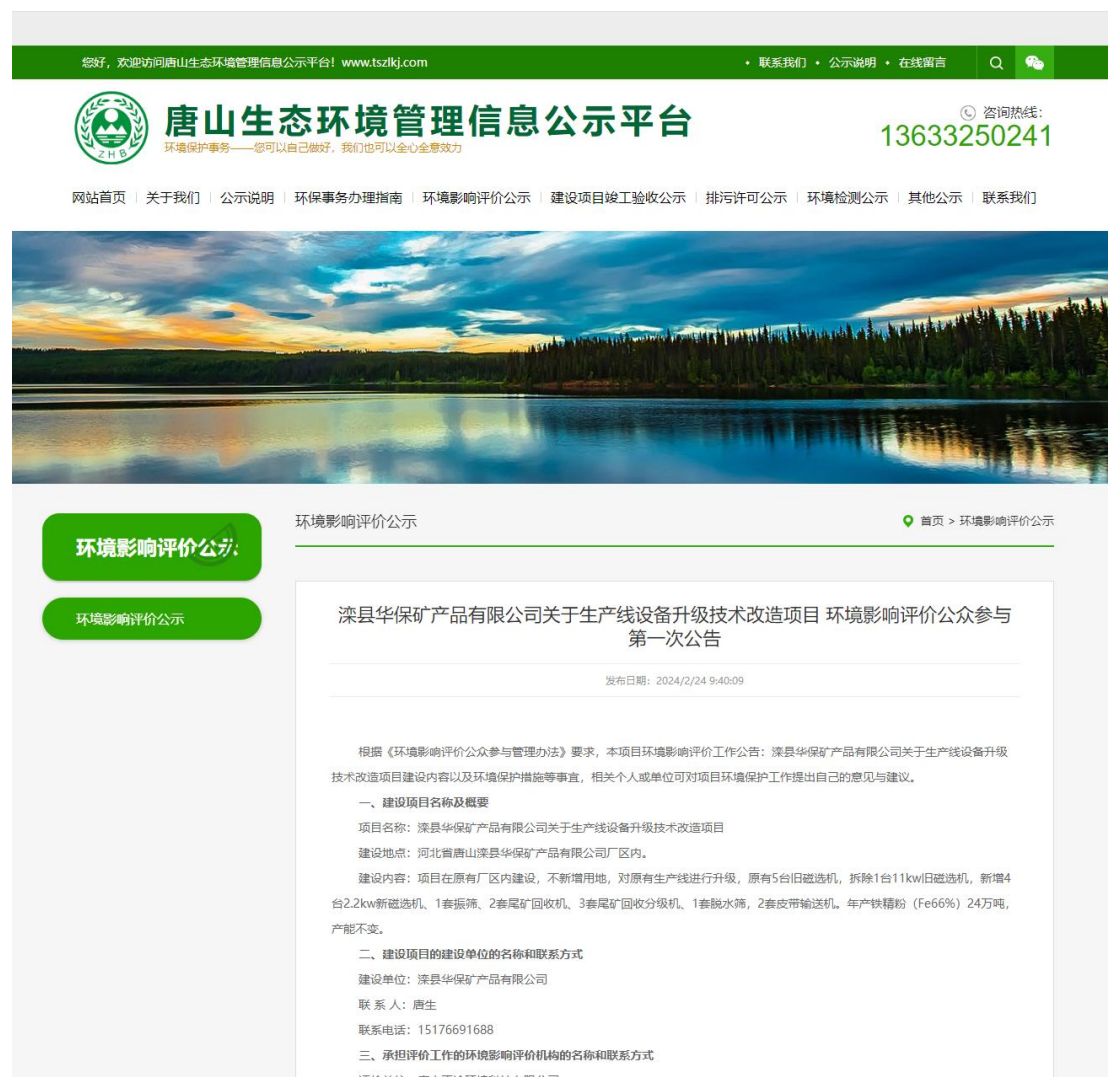 您好，欢迎访问唐山生态环境管理信息公示平台！www.tszlkj.com
• 联系我们 • 公示说明 • 在线留言
ZHB
唐山生态环境管理信息公示平台
环境保护事务——您可以自己做好，我们也可以全心全意效力
咨询热线：
13633250241
网站首页 关于我们 公示说明 环保事务办理指南 环境影响评价公示 建设项目竣工验收公示 排污许可公示 环境检测公示 其他公示 联系我们
环境影响评价公示
环境影响评价公示
环境影响评价公示
首页 > 环境影响评价公示
滦县华保矿产品有限公司关于生产线设备升级技术改造项目 环境影响评价公众参与
第一次公告
发布日期：2024/2/24 9:40:09
根据《环境影响评价公众参与管理办法》要求，本项目环境影响评价工作公告：滦县华保矿产品有限公司关于生产线设备升级
技术改造项目建设内容以及环境保护措施等事宜，相关个人或单位可对项目环境保护工作提出自己的意见与建议。
一、建设项目名称及概要
项目名称：滦县华保矿产品有限公司关于生产线设备升级技术改造项目
建设地点：河北省唐山滦县华保矿产品有限公司厂区内。
建设内容：项目在原有厂区内建设，不新增用地，对原有生产线进行升级，原有5台旧磁选机，拆除1台11kw旧磁选机，新增4
台2.2kw新磁选机、1套振筛、2套尾矿回收机、3套尾矿回收分级机、1套脱水筛，2套皮带输送机。年产铁精粉（Fe66%）24万吨，
产能不变。
二、建设项目的建设单位的名称和联系方式
建设单位：滦县华保矿产品有限公司
联 系 人：唐生
联系电话：15176691688
三、承担评价工作的环境影响评价机构的名称和联系方式